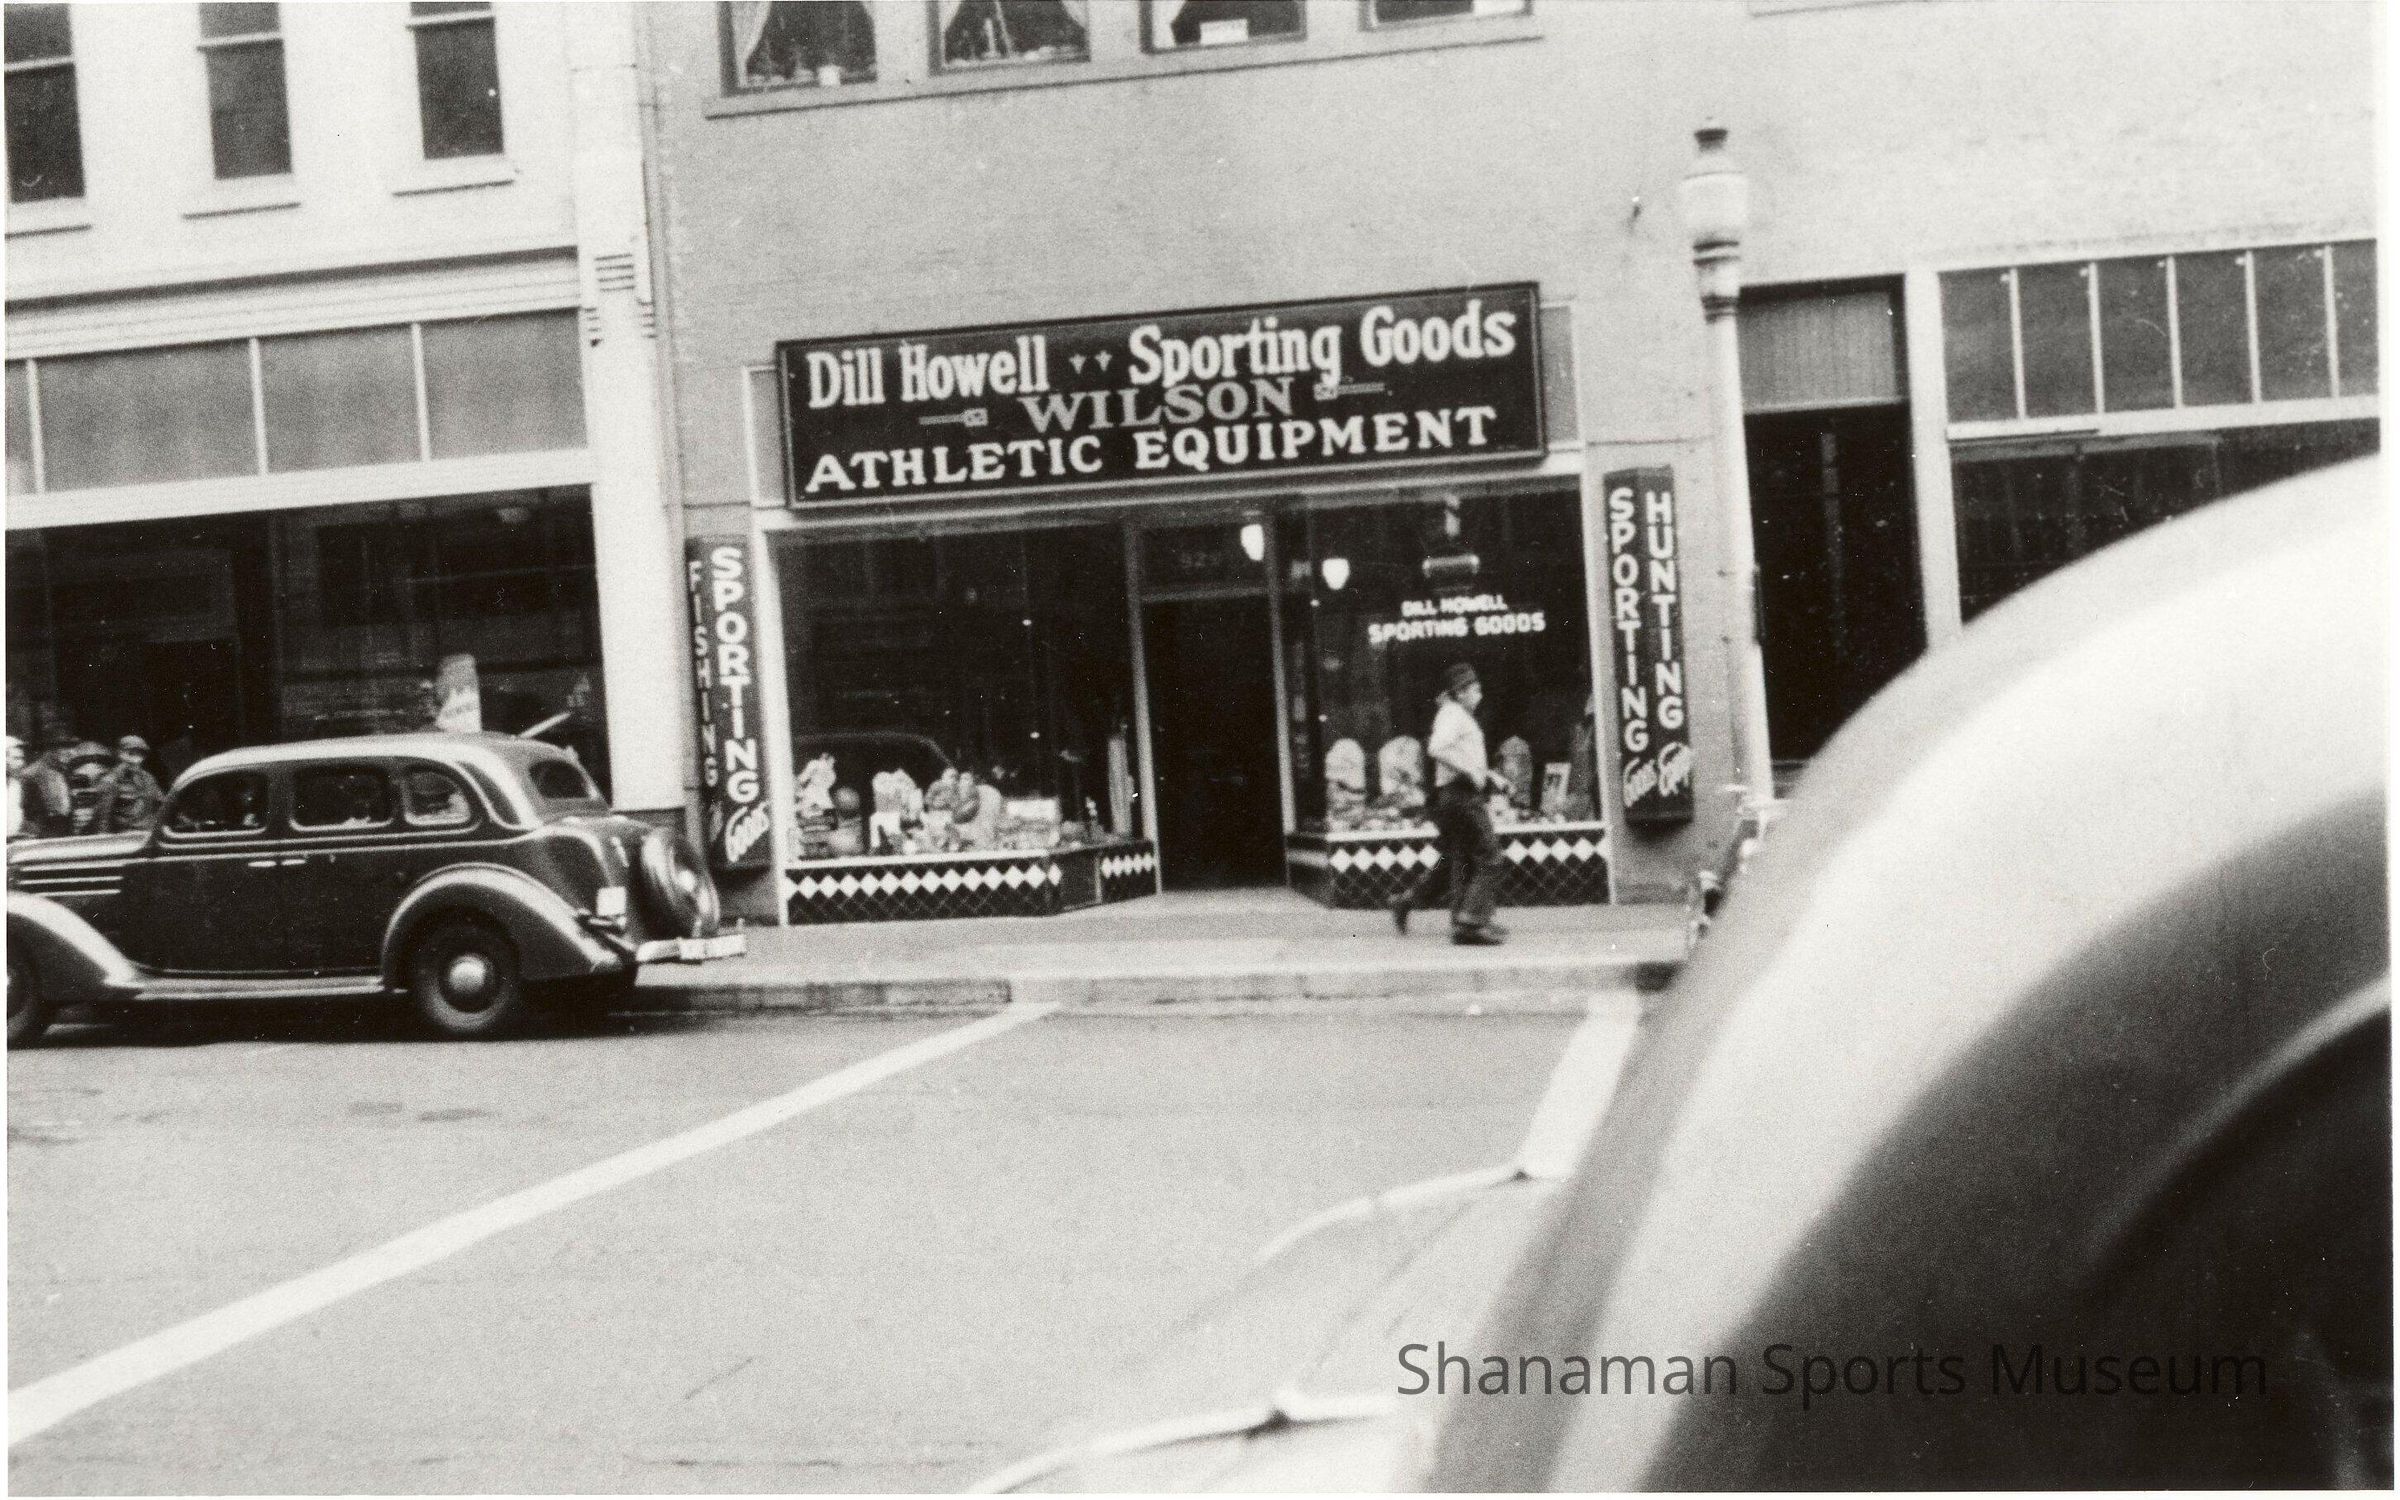 Dill Howell Sporting Goods
WILSON
ATHLETIC EQUIPMENT
FISHING
SPORTING
Goods
DILL HOWELL
SPORTING GOODS
SPORTING
Goods
HUNTING
Shanaman Sports Museum